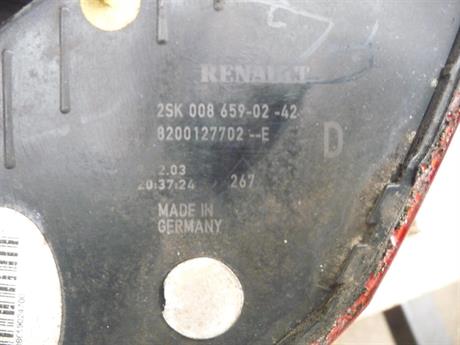 RENAULT
2SK 008 659-02 -42
8200127702 --E
D
2.03
20:37:24 267
MADE IN
GERMANY